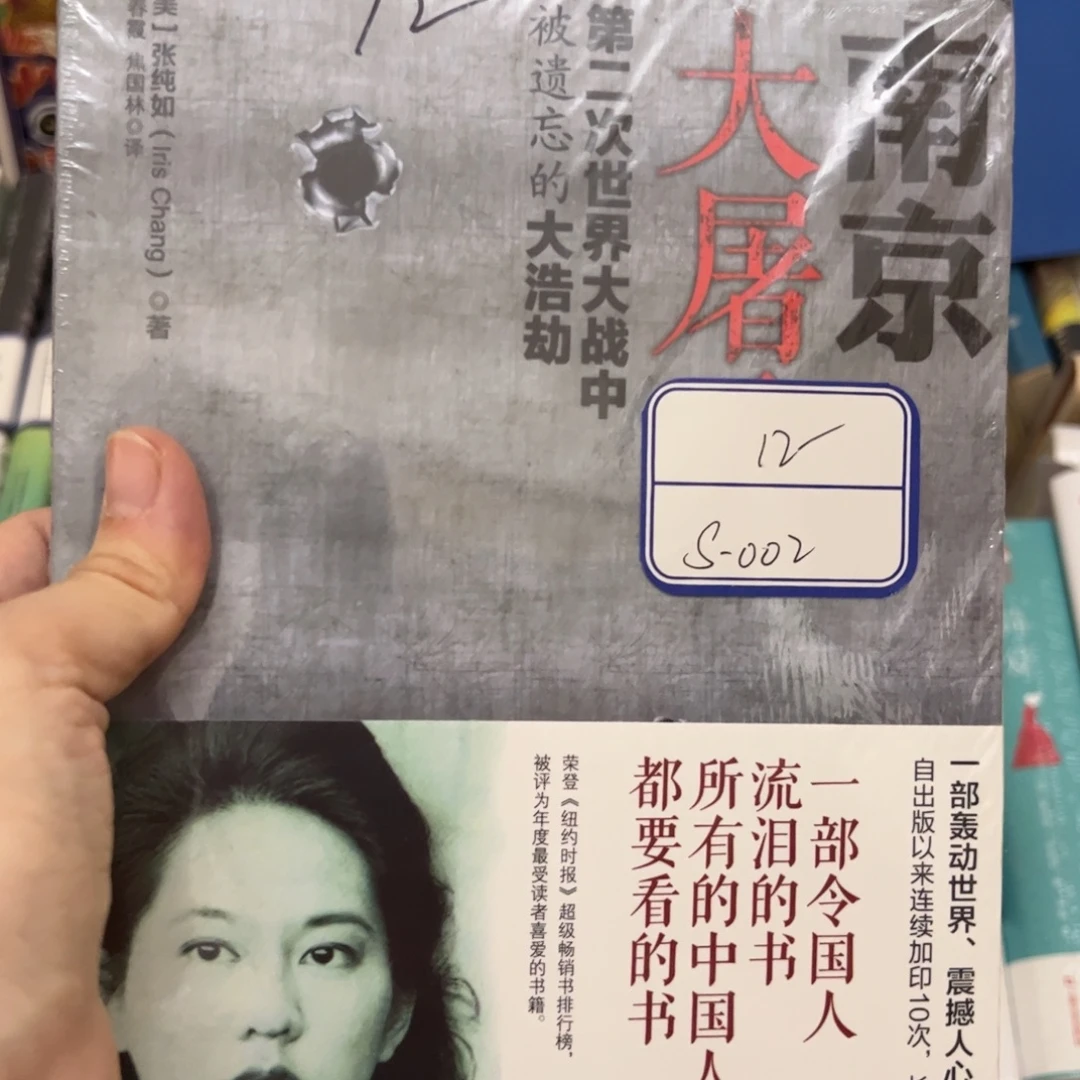 南京
大屠
第二次世界大战中
被遗忘的大浩劫
美】张纯如（Iris Chang）◎著
春霞 焦国林◎译
12
12
S-002
一部轰动世界、震撼人心
自出版以来连续加印10次，
一部令国人
流泪的书
所有的中国人
都要看的书
荣登《纽约时报》超级畅销书排行榜，
被评为年度最受读者喜爱的书籍。